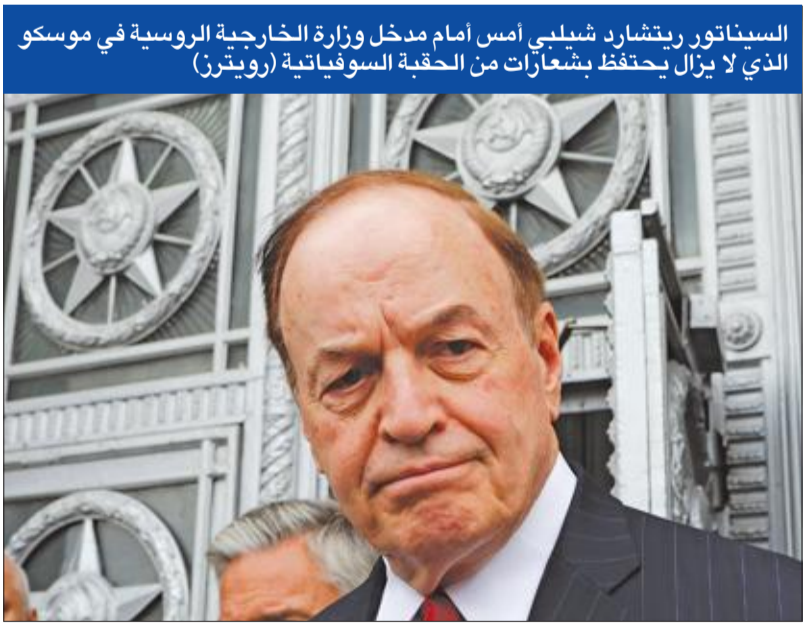 السيناتور ريتشارد شيلبي أمس أمام مدخل وزارة الخارجية الروسية في موسكو
الذي لا يزال يحتفظ بشعارات من الحقبة السوفياتية (رويترز)